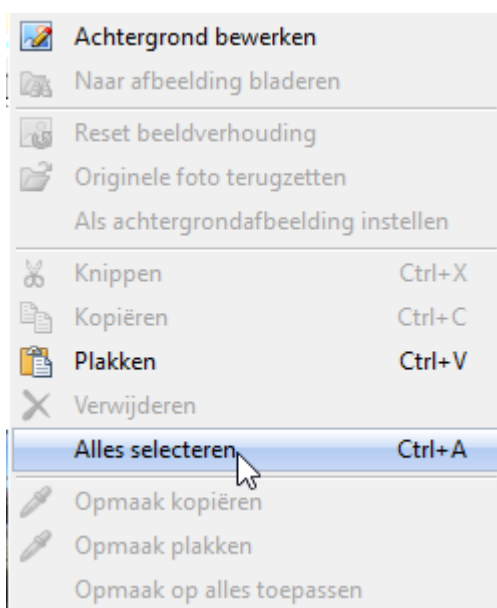 Achtergrond bewerken
Naar afbeelding bladeren
Reset beeldverhouding
Originele foto terugzetten
Als achtergrondafbeelding instellen
Knippen Ctrl+X
Kopiëren Ctrl+C
Plakken Ctrl+V
Verwijderen
Alles selecteren Ctrl+A
Opmaak kopiëren
Opmaak plakken
Opmaak op alles toepassen